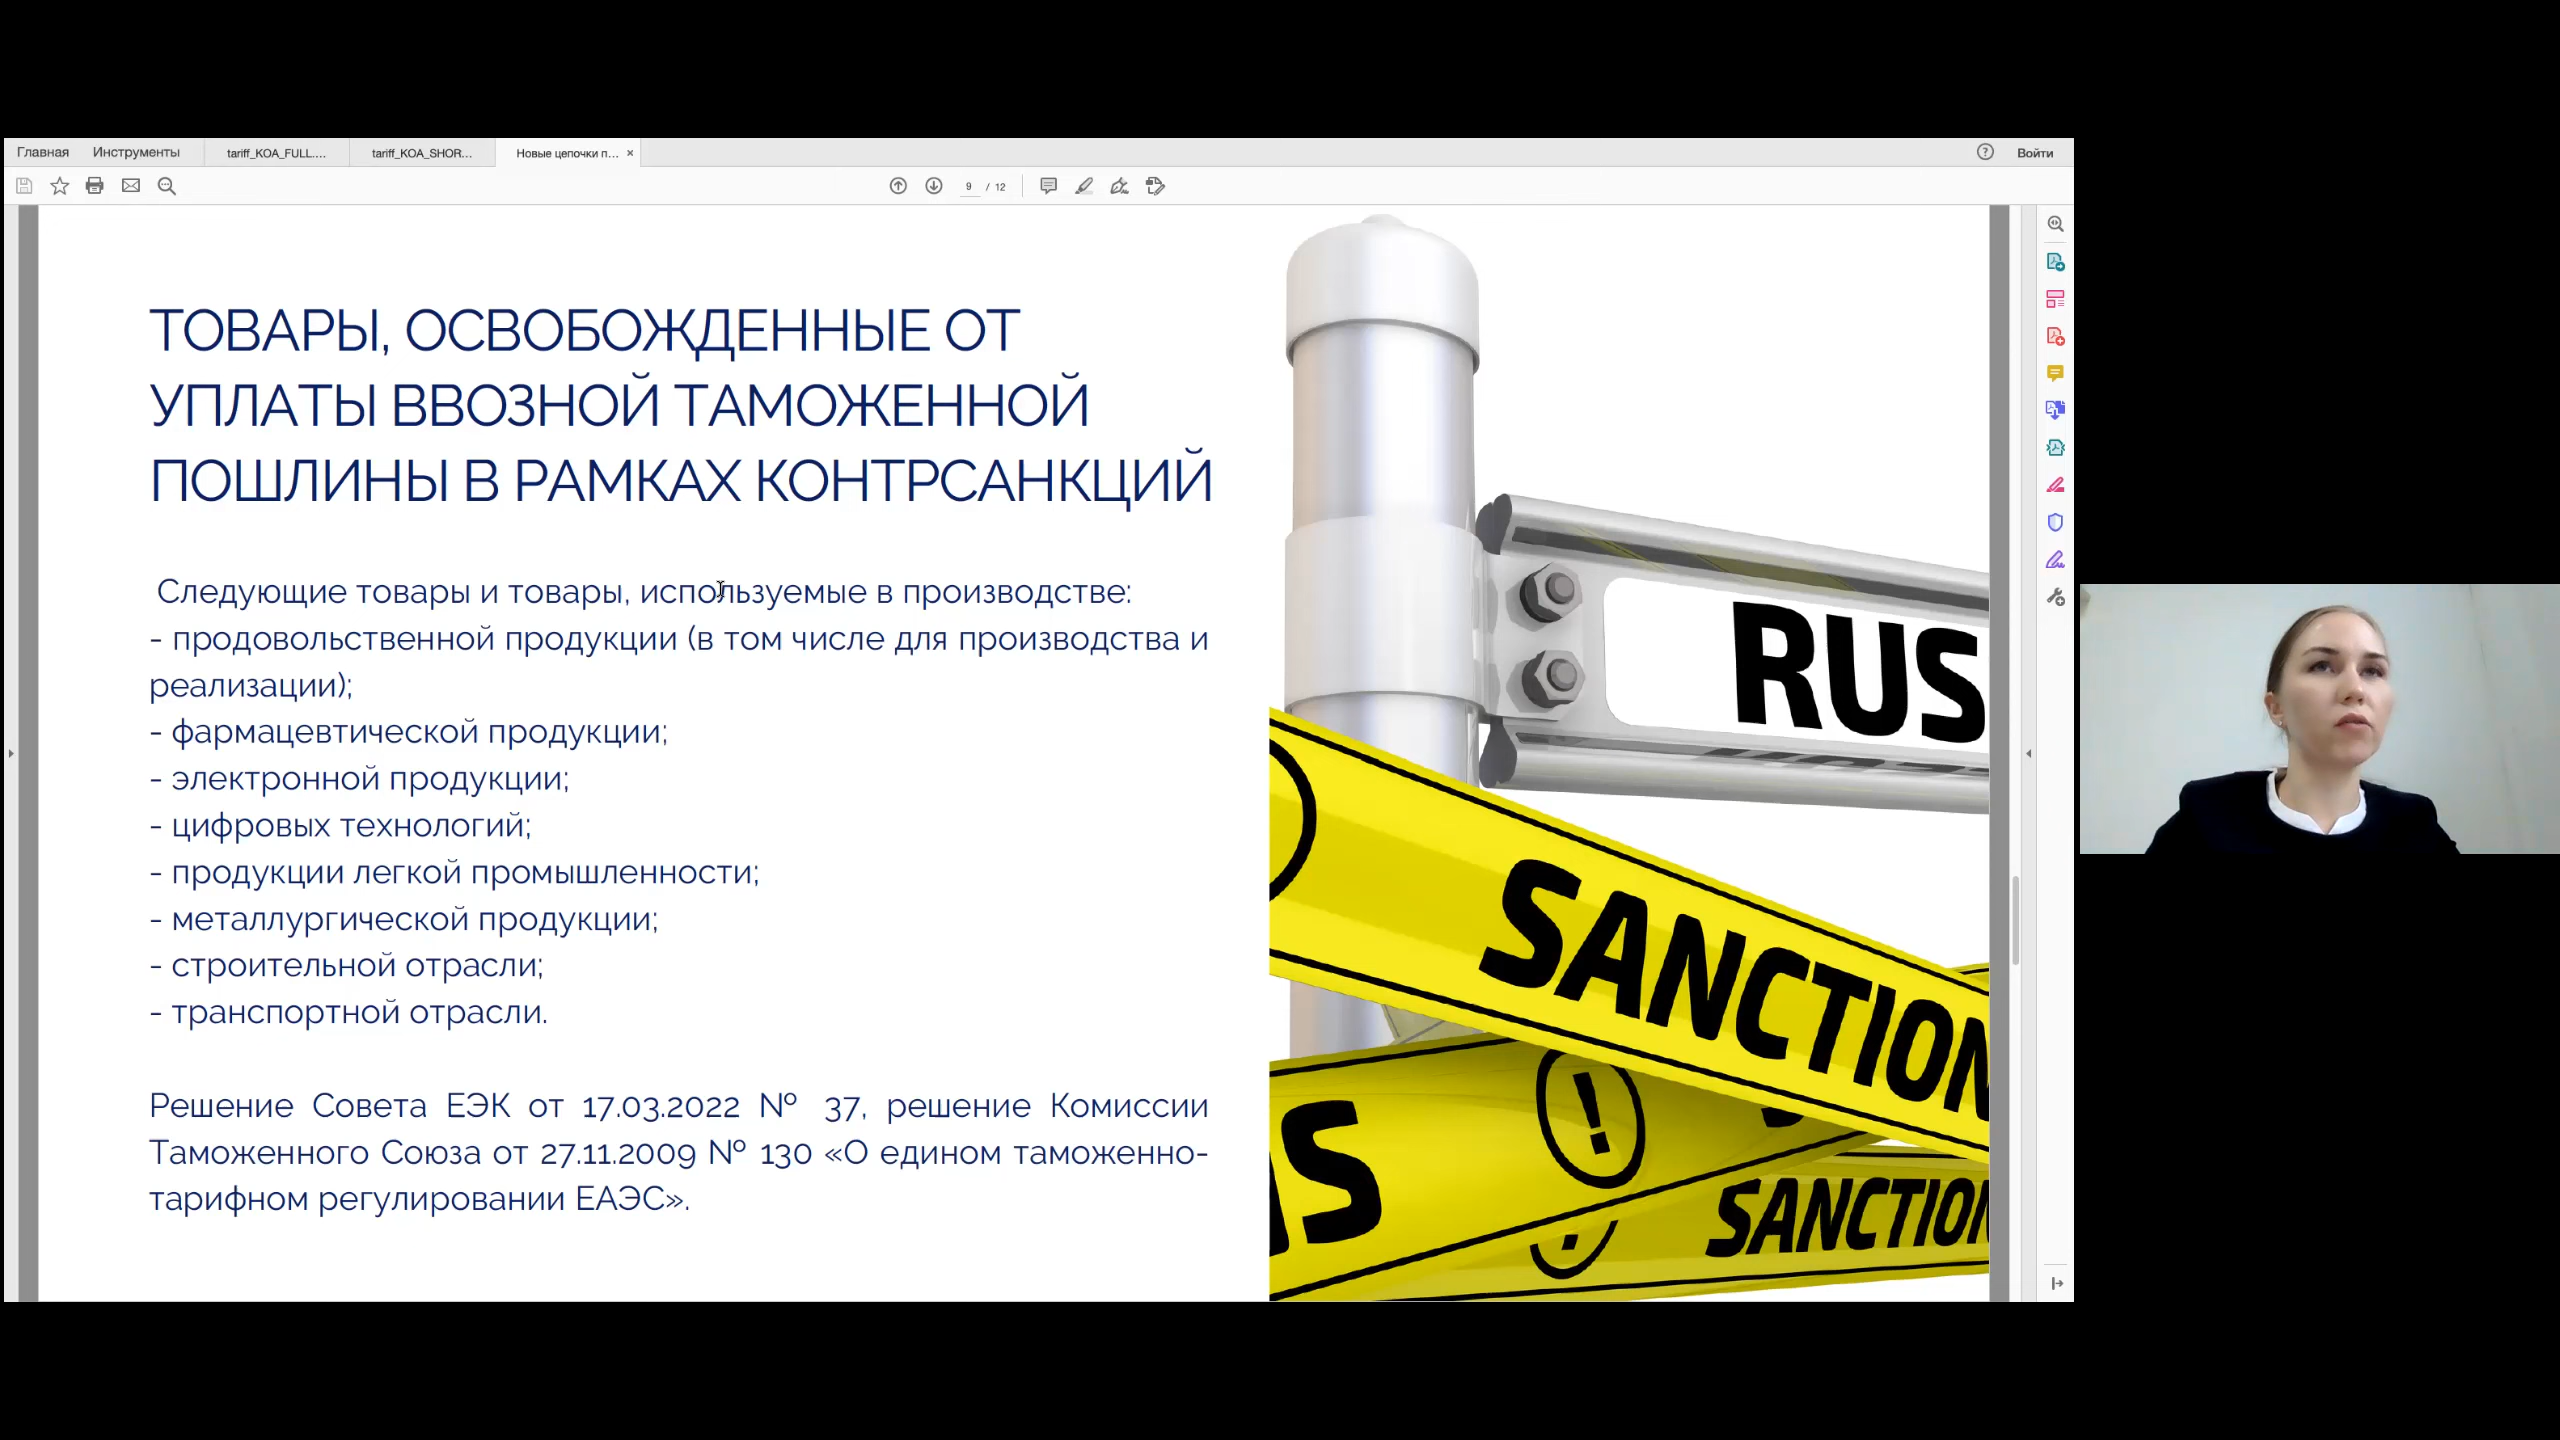 Главная Инструменты tariff_KOA_FULL.... tariff_KOA_SHOR... Новые цепочки п... × Войти
9 / 12
ТОВАРЫ, ОСВОБОЖДЕННЫЕ ОТ
УПЛАТЫ ВВОЗНОЙ ТАМОЖЕННОЙ
ПОШЛИНЫ В РАМКАХ КОНТРСАНКЦИЙ
Следующие товары и товары, используемые в производстве:
- продовольственной продукции (в том числе для производства и
реализации);
- фармацевтической продукции;
- электронной продукции;
- цифровых технологий;
- продукции легкой промышленности;
- металлургической продукции;
- строительной отрасли;
- транспортной отрасли.
Решение Совета ЕЭК от 17.03.2022 № 37, решение Комиссии
Таможенного Союза от 27.11.2009 № 130 «О едином таможенно-
тарифном регулировании ЕАЭС».
RUS
SANCTION
NS !
SANCTION